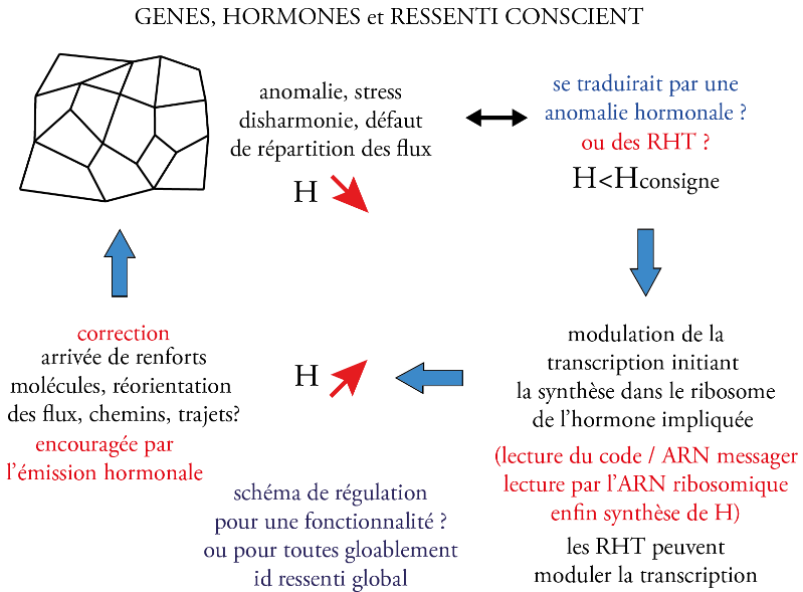 GENES, HORMONES et RESSENTI CONSCIENT
anomalie, stress
disharmonie, défaut
de répartition des flux
H
se traduirait par une
anomalie hormonale ?
ou des RHT ?
H<Hconsigne
modulation de la
transcription initiant
la synthèse dans le ribosome
de l’hormone impliquée
(lecture du code / ARN messager
lecture par l’ARN ribosomique
enfin synthèse de H)
les RHT peuvent
moduler la transcription
H
correction
arrivée de renforts
molécules, réorientation
des flux, chemins, trajets?
encouragée par
l’émission hormonale
schéma de régulation
pour une fonctionnalité ?
ou pour toutes gloablement
id ressenti global